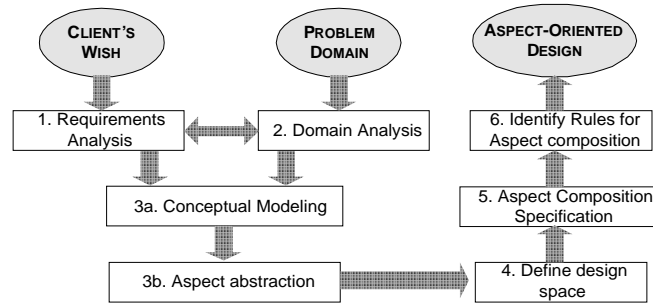 CLIENT'S
WISH
PROBLEM
DOMAIN
ASPECT-ORIENTED
DESIGN
1. Requirements
Analysis
2. Domain Analysis
6. Identify Rules for
Aspect composition
3a. Conceptual Modeling
5. Aspect Composition
Specification
3b. Aspect abstraction
4. Define design
space